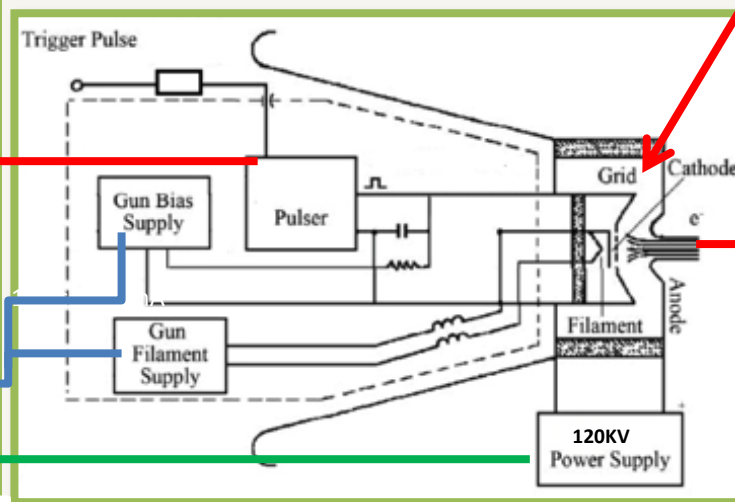 Trigger Pulse
Grid
Cathode
Gun Bias
Supply
Pulser
e-
Anode
Filament
Gun
Filament
Supply
+
120KV
Power Supply